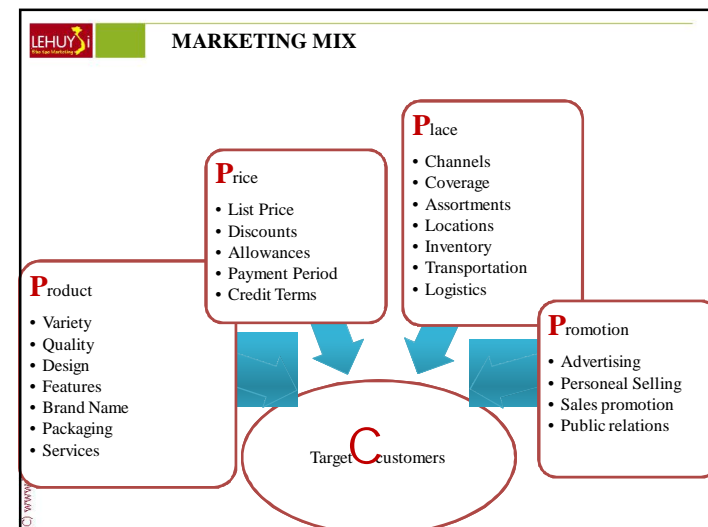 LEHUY i
MARKETING MIX
Product
• Variety
• Quality
• Design
• Features
• Brand Name
• Packaging
• Services
Price
• List Price
• Discounts
• Allowances
• Payment Period
• Credit Terms
Place
• Channels
• Coverage
• Assortments
• Locations
• Inventory
• Transportation
• Logistics
Promotion
• Advertising
• Personeal Selling
• Sales promotion
• Public relations
Target Ccustomers
C) www